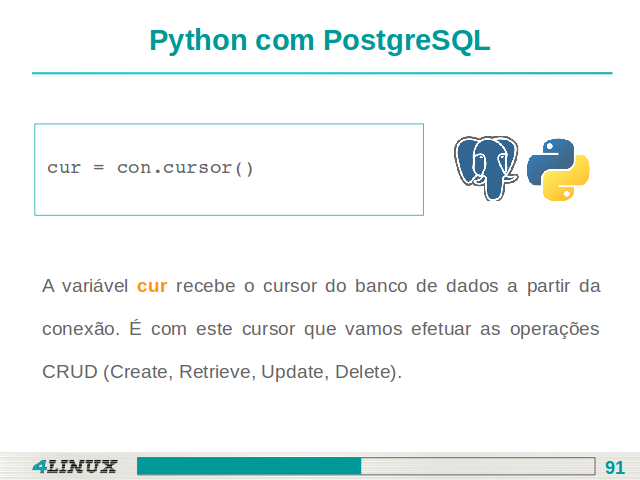 Python com PostgreSQL
cur = con.cursor()
A variável cur recebe o cursor do banco de dados a partir da
conexão. É com este cursor que vamos efetuar as operações
CRUD (Create, Retrieve, Update, Delete).
4LINUX
91